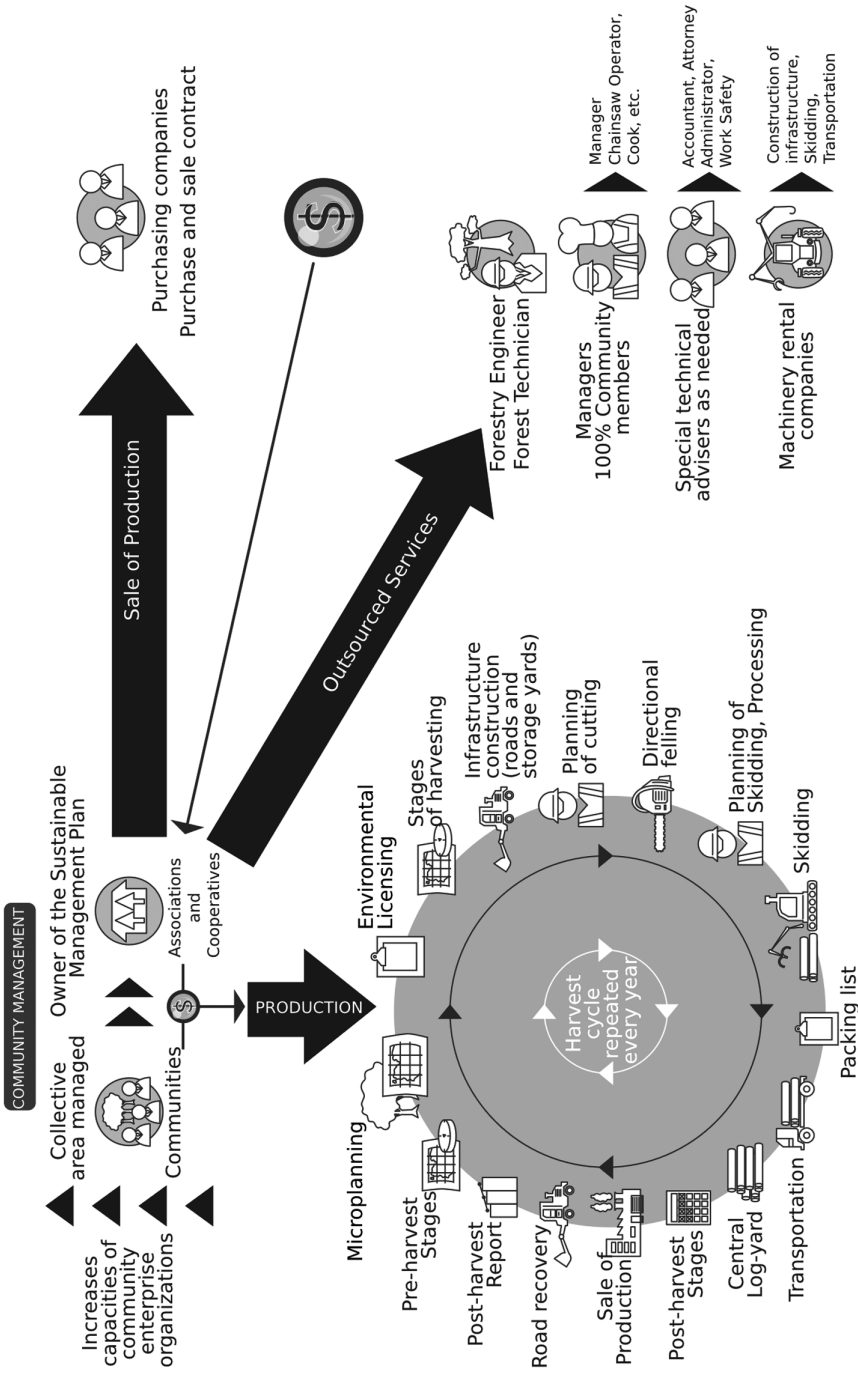 COMMUNITY MANAGEMENT
Increases
capacities of
community
enterprise
organizations
Collective
area managed
Communities
Owner of the Sustainable
Management Plan
Associations
and
Cooperatives
Sale of Production
Purchasing companies
Purchase and sale contract
PRODUCTION
Outsourced Services
Forestry Engineer
Forest Technician
Managers
100% Community
members
Manager
Chainsaw Operator,
Cook, etc.
Special technical
advisers as needed
Accountant, Attorney
Administrator,
Work Safety
Machinery rental
companies
Construction of
infrastructure,
Skidding,
Transportation
Microplanning
Environmental
Licensing
Stages
of harvesting
Infrastructure
construction
(roads and
storage yards)
Planning
of cutting
Directional
felling
Planning of
Skidding, Processing
Skidding
Packing list
Transportation
Central
Log-yard
Post-harvest
Stages
Sale of
Production
Road recovery
Post-harvest
Report
Pre-harvest
Stages
Harvest
cycle
repeated
every year